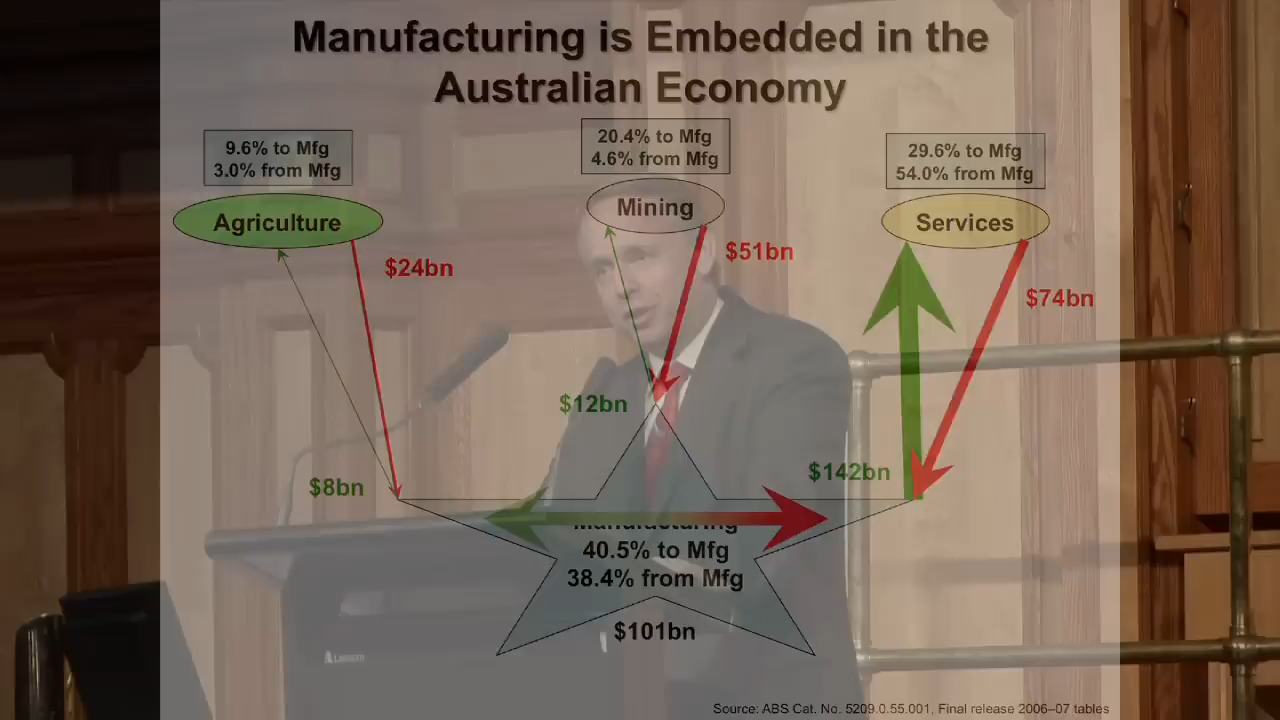 Manufacturing is Embedded in the
Australian Economy
9.6% to Mfg
3.0% from Mfg
20.4% to Mfg
4.6% from Mfg
29.6% to Mfg
54.0% from Mfg
Agriculture
Mining
Services
$24bn
$51bn
$74bn
$12bn
$8bn
$142bn
Manufacturing
40.5% to Mfg
38.4% from Mfg
$101bn
Source: ABS Cat. No. 5209.0.55.001, Final release 2006–07 tables